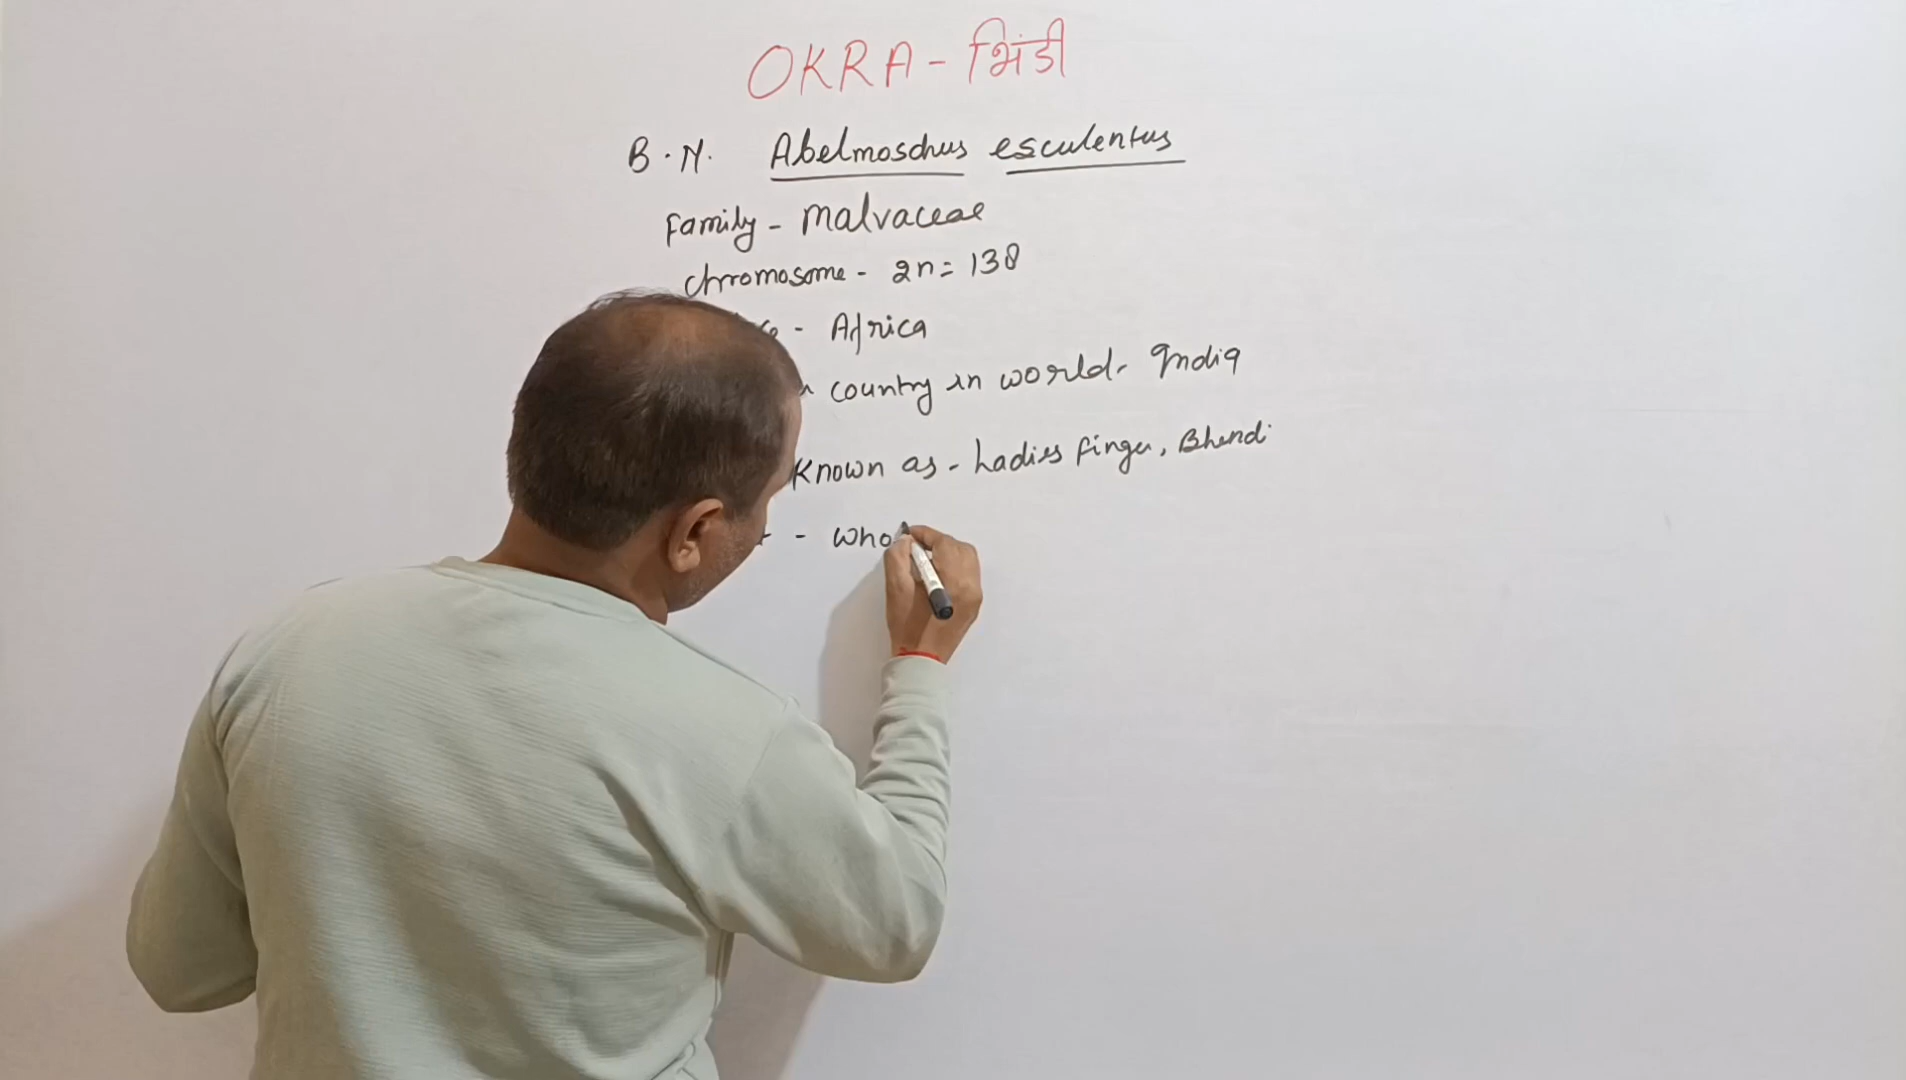 OKRA - भिंडी
B.N. Abelmoschus esculentus
Family - Malvaceae
Chromosome - 2n = 138
- Africa
country in world - India
Known as - Ladies finger, Bhendi
- who